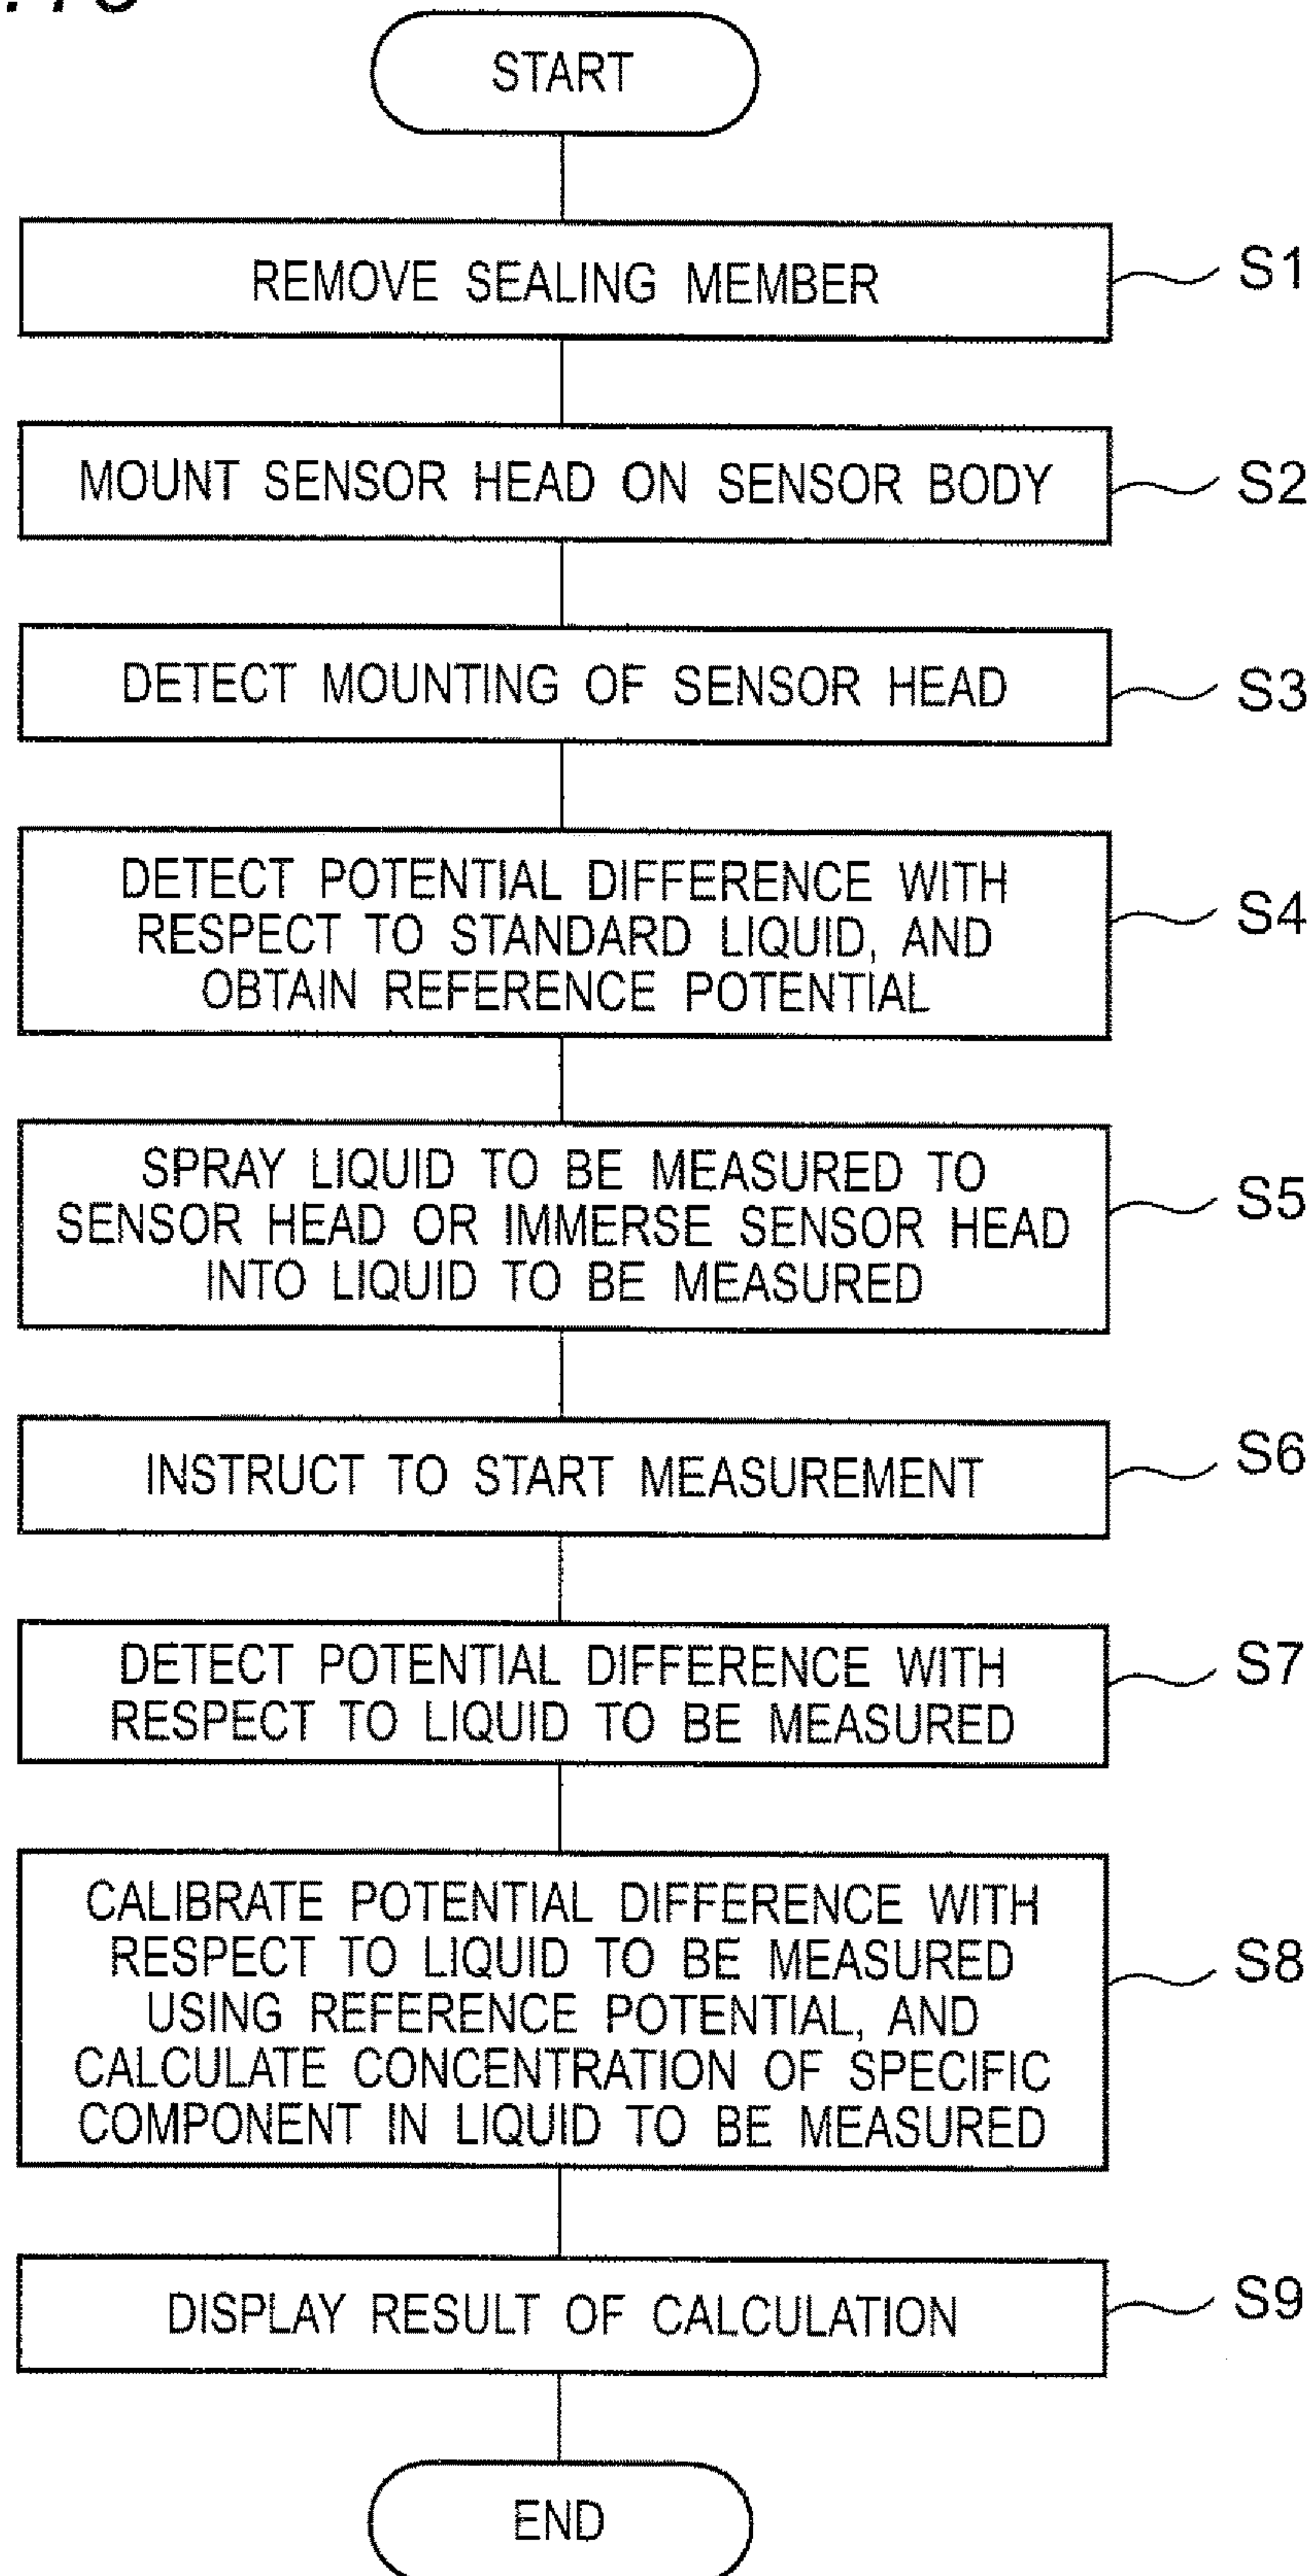 START
REMOVE SEALING MEMBER
S1
MOUNT SENSOR HEAD ON SENSOR BODY
S2
DETECT MOUNTING OF SENSOR HEAD
S3
DETECT POTENTIAL DIFFERENCE WITH
RESPECT TO STANDARD LIQUID, AND
OBTAIN REFERENCE POTENTIAL
S4
SPRAY LIQUID TO BE MEASURED TO
SENSOR HEAD OR IMMERSE SENSOR HEAD
INTO LIQUID TO BE MEASURED
S5
INSTRUCT TO START MEASUREMENT
S6
DETECT POTENTIAL DIFFERENCE WITH
RESPECT TO LIQUID TO BE MEASURED
S7
CALIBRATE POTENTIAL DIFFERENCE WITH
RESPECT TO LIQUID TO BE MEASURED
USING REFERENCE POTENTIAL, AND
CALCULATE CONCENTRATION OF SPECIFIC
COMPONENT IN LIQUID TO BE MEASURED
S8
DISPLAY RESULT OF CALCULATION
S9
END